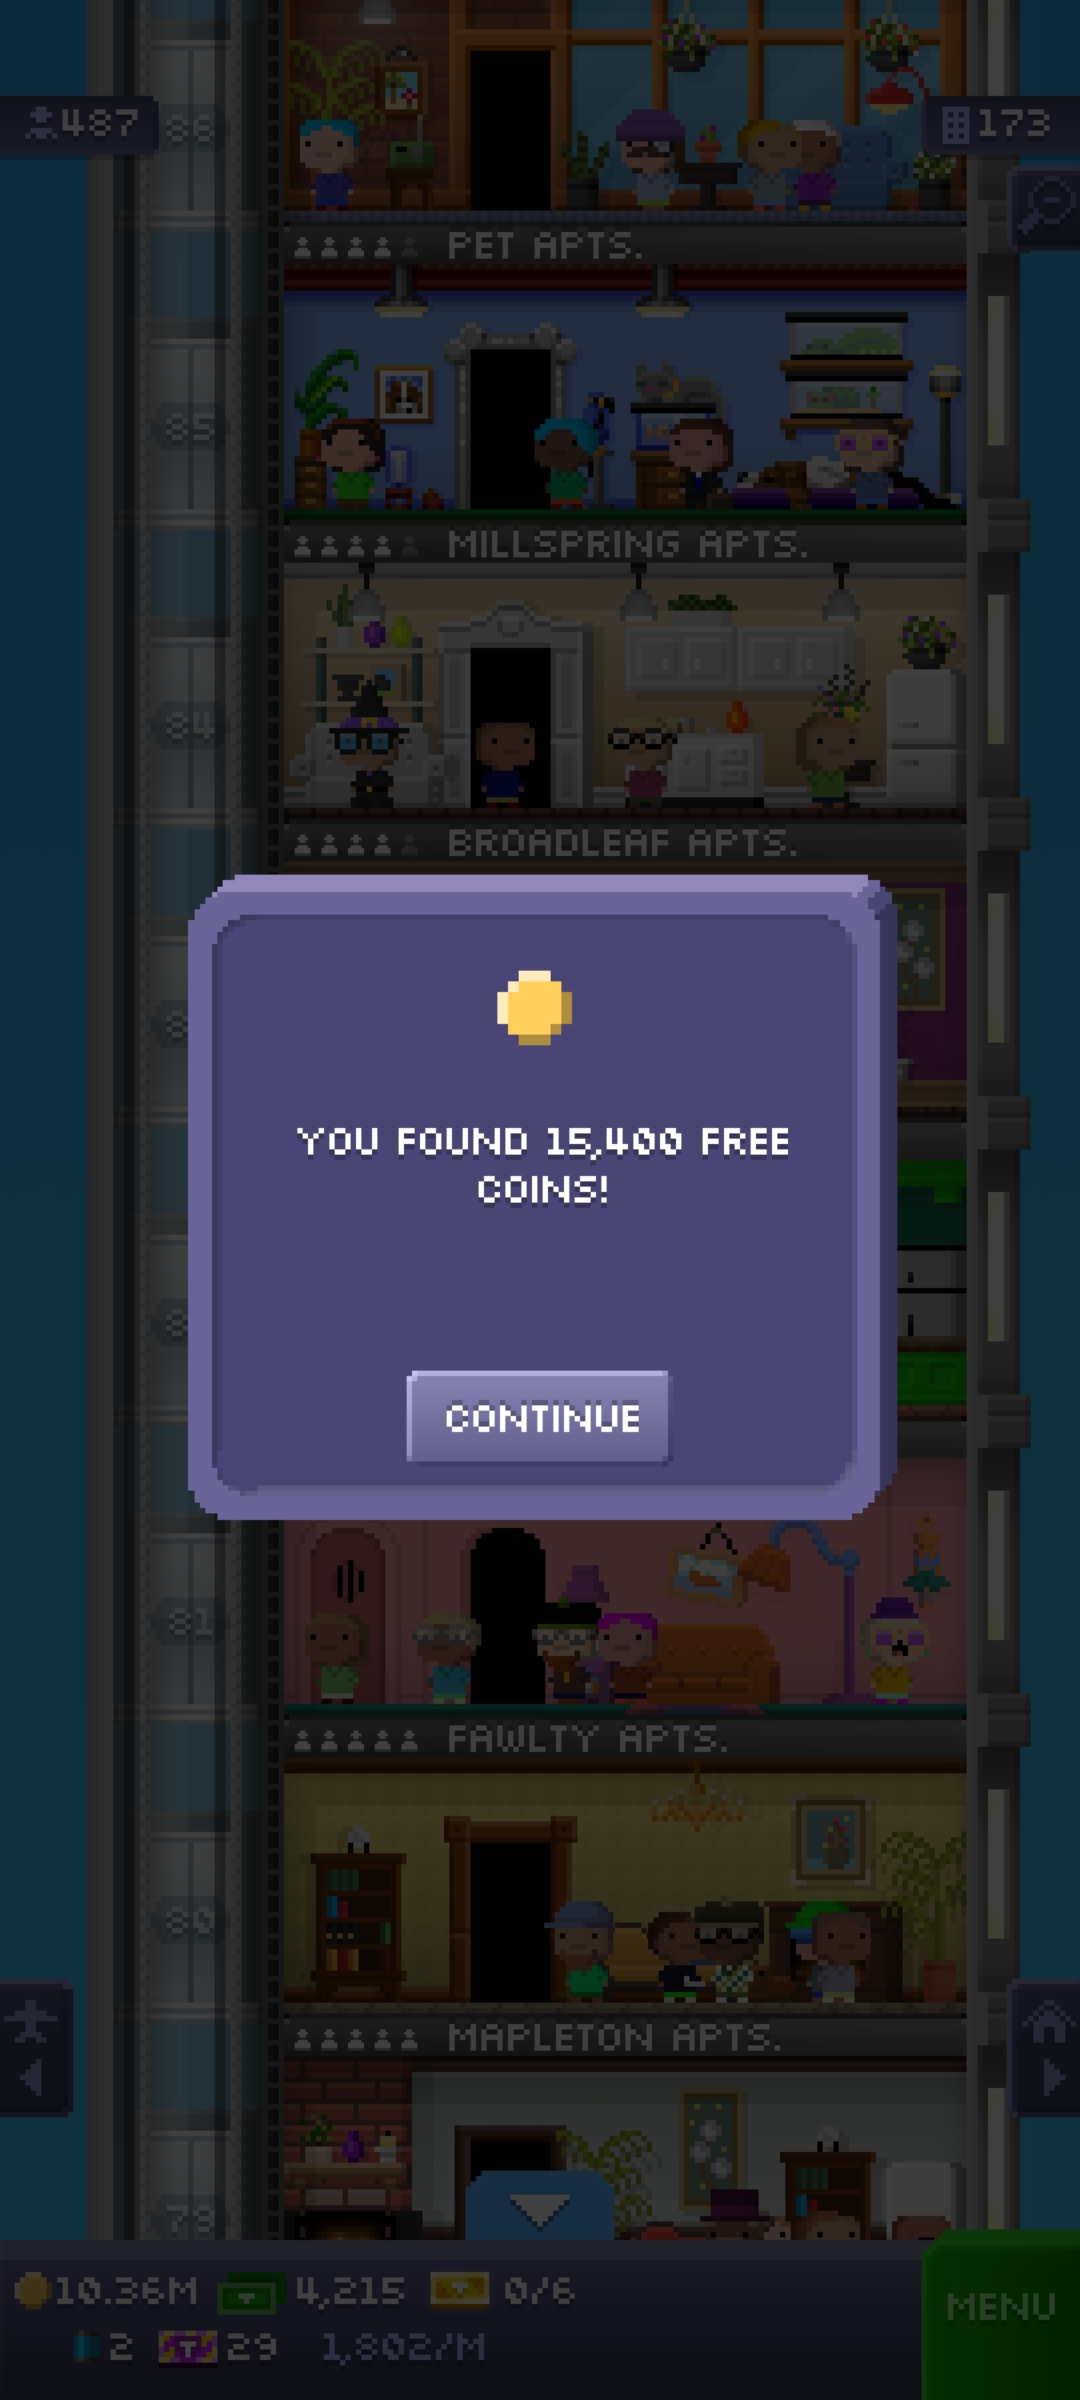 487
86
173
PET APTS.
85
MILLSPRING APTS.
84
BROADLEAF APTS.
YOU FOUND 15,400 FREE
COINS!
CONTINUE
81
FAWLTY APTS.
80
MAPLETON APTS.
79
10.36M 4,215 0/6
MENU
2 29 1,802/M